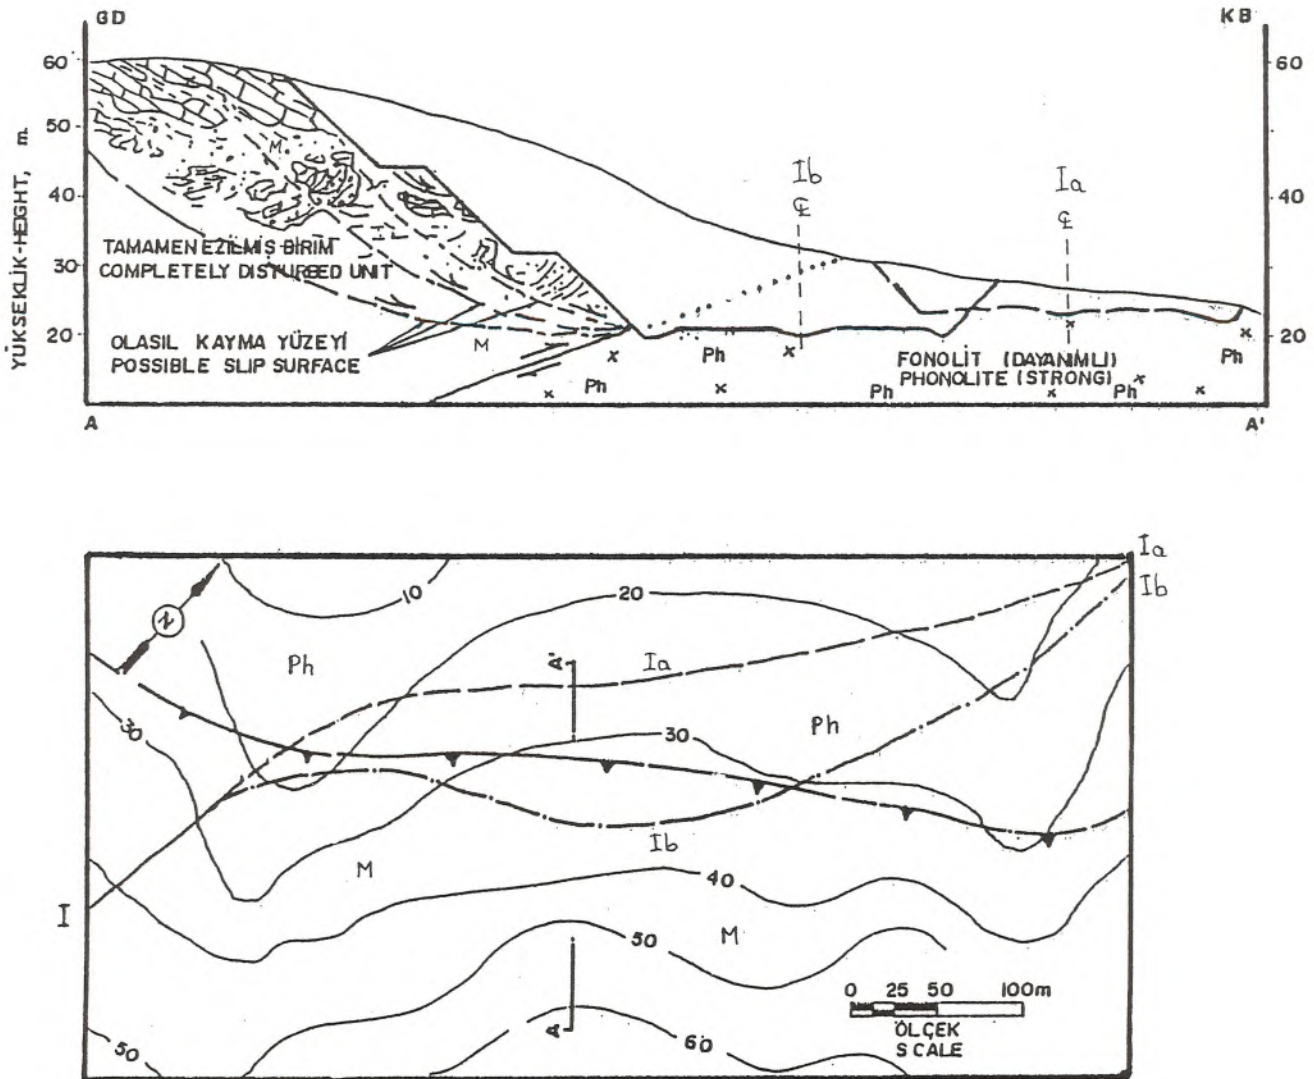 GD
KB
60
60
50
40
40
30
20
20
YÜKSEKLİK-HEIGHT, m.
M
Ib
Ia
TAMAMEN EZİLMİŞ BİRİM
COMPLETELY DISTURBED UNIT
OLASIL KAYMA YÜZEYİ
POSSIBLE SLIP SURFACE
M
Ph
Ph
FONOLİT (DAYANIMLI)
PHONOLITE (STRONG)
Ph
Ph
Ph
A
A'
Ia
Ib
10
20
N
Ph
Ia
A'
Ph
30
30
Ib
M
40
I
50
M
0 25 50 100m
ÖLÇEK
SCALE
A
50
60